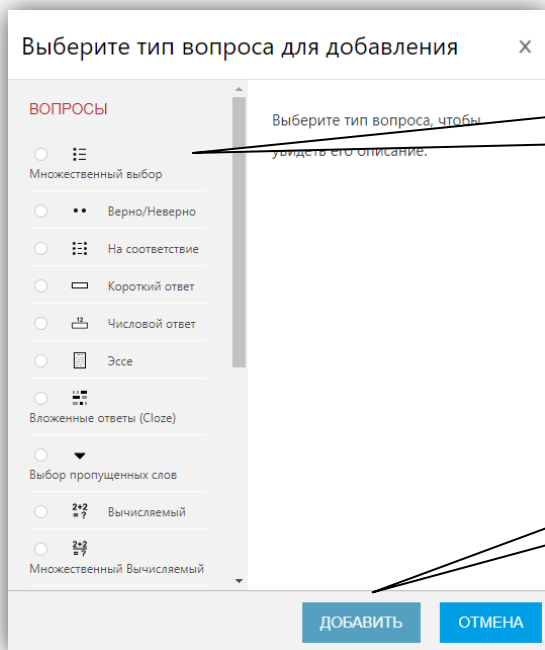 Выберите тип вопроса для добавления ×
ВОПРОСЫ
Выберите тип вопроса, чтобы
увидеть его описание.
Множественный выбор
Верно/Неверно
На соответствие
Короткий ответ
12
Числовой ответ
Эссе
Вложенные ответы (Cloze)
Выбор пропущенных слов
2+2
= ?
Вычисляемый
2+2
= ?
Множественный Вычисляемый
ДОБАВИТЬ
ОТМЕНА